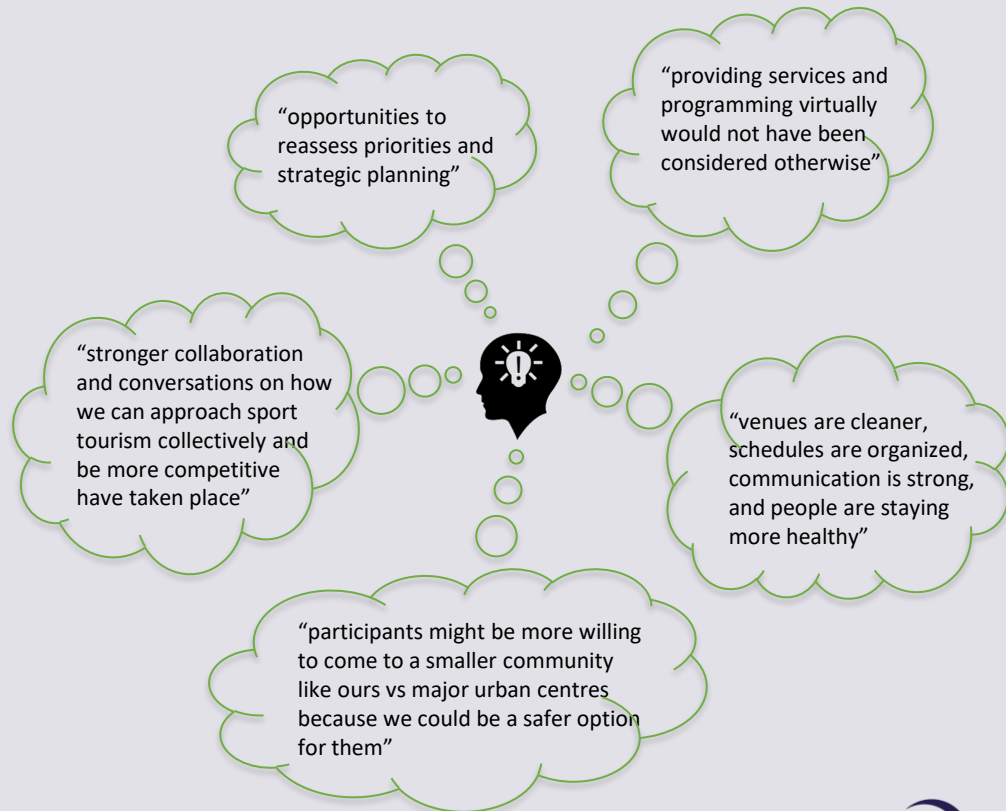 “opportunities to
reassess priorities and
strategic planning”
“providing services and
programming virtually
would not have been
considered otherwise”
“stronger collaboration
and conversations on how
we can approach sport
tourism collectively and
be more competitive
have taken place”
“venues are cleaner,
schedules are organized,
communication is strong,
and people are staying
more healthy”
“participants might be more willing
to come to a smaller community
like ours vs major urban centres
because we could be a safer option
for them”